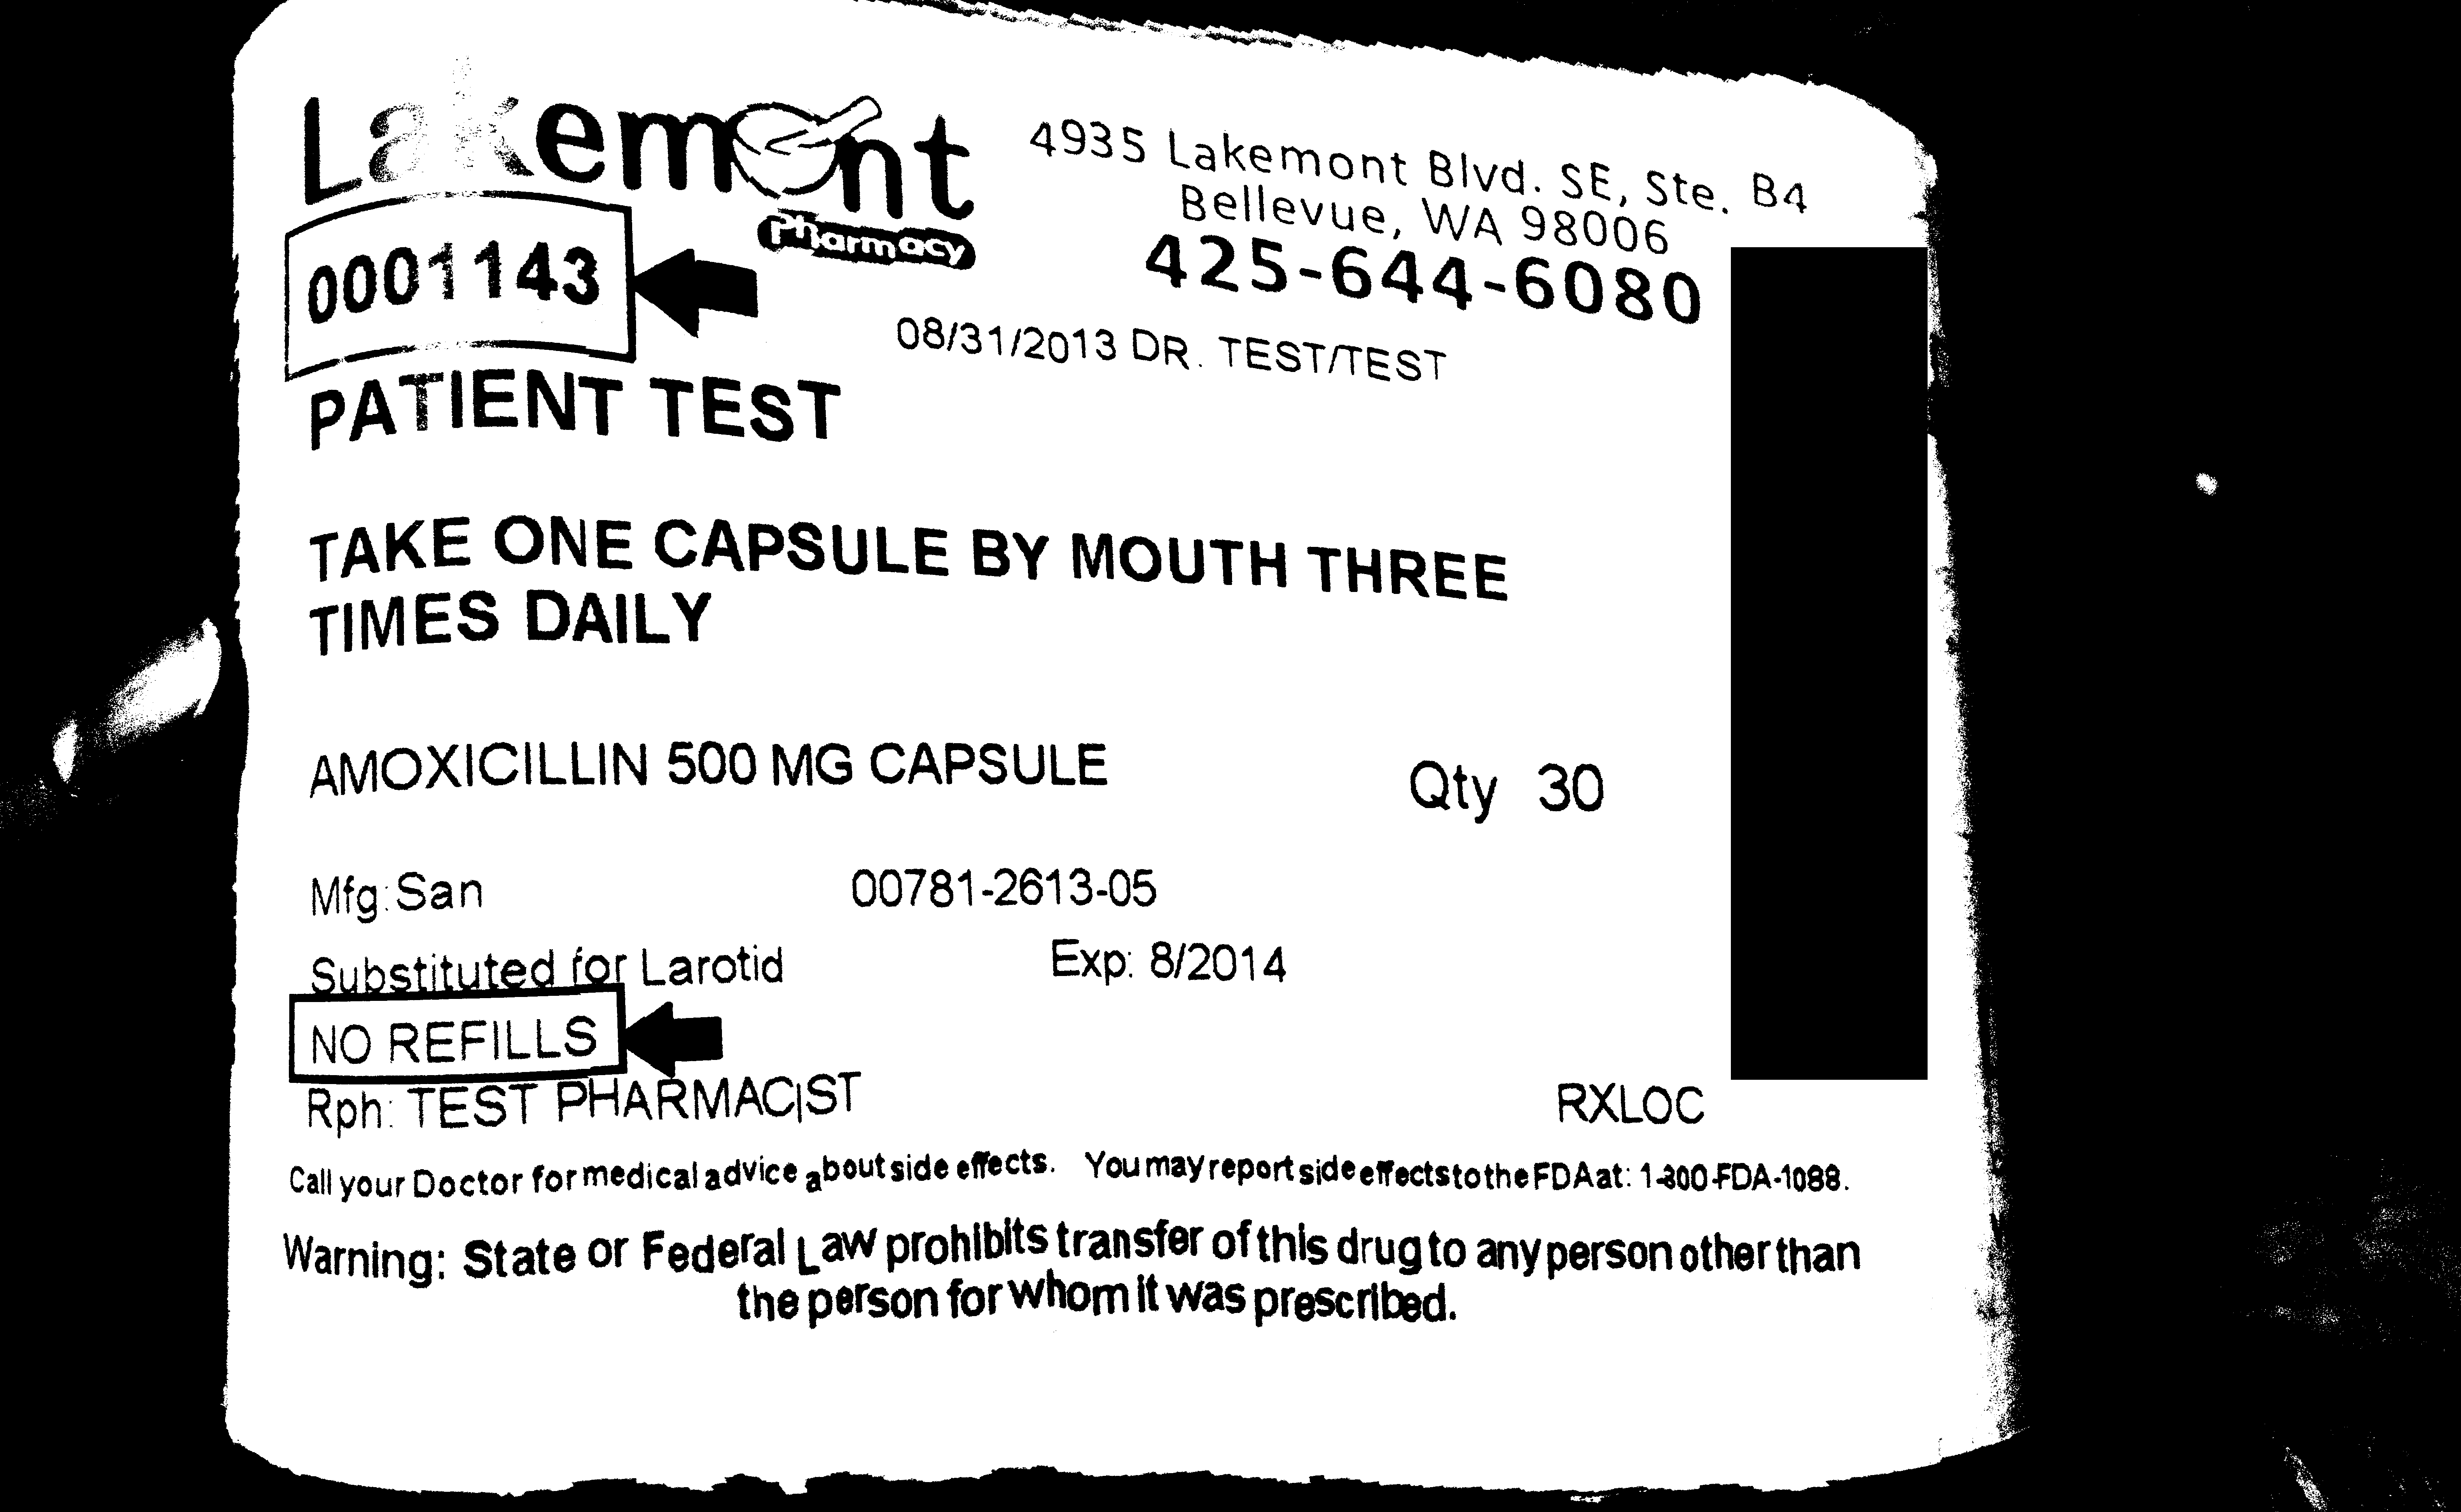 Lakemont
Pharmacy
4935 Lakemont Blvd. SE, Ste. B4
Bellevue, WA 98006
425-644-6080
0001143
08/31/2013 DR. TEST/TEST
PATIENT TEST
TAKE ONE CAPSULE BY MOUTH THREE
TIMES DAILY
AMOXICILLIN 500 MG CAPSULE Qty 30
Mfg: San 00781-2613-05
Substituted for Larotid Exp: 8/2014
NO REFILLS
Rph: TEST PHARMACIST RXLOC
Call your Doctor for medical advice about side effects. You may report side effects to the FDA at: 1-800-FDA-1088.
Warning: State or Federal Law prohibits transfer of this drug to any person other than
the person for whom it was prescribed.